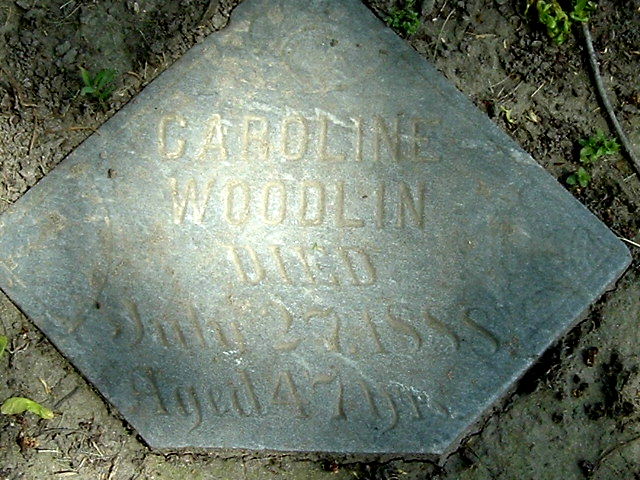 CAROLINE
WOODLIN
DIED
July 27, 1888.
Aged 47 yrs.